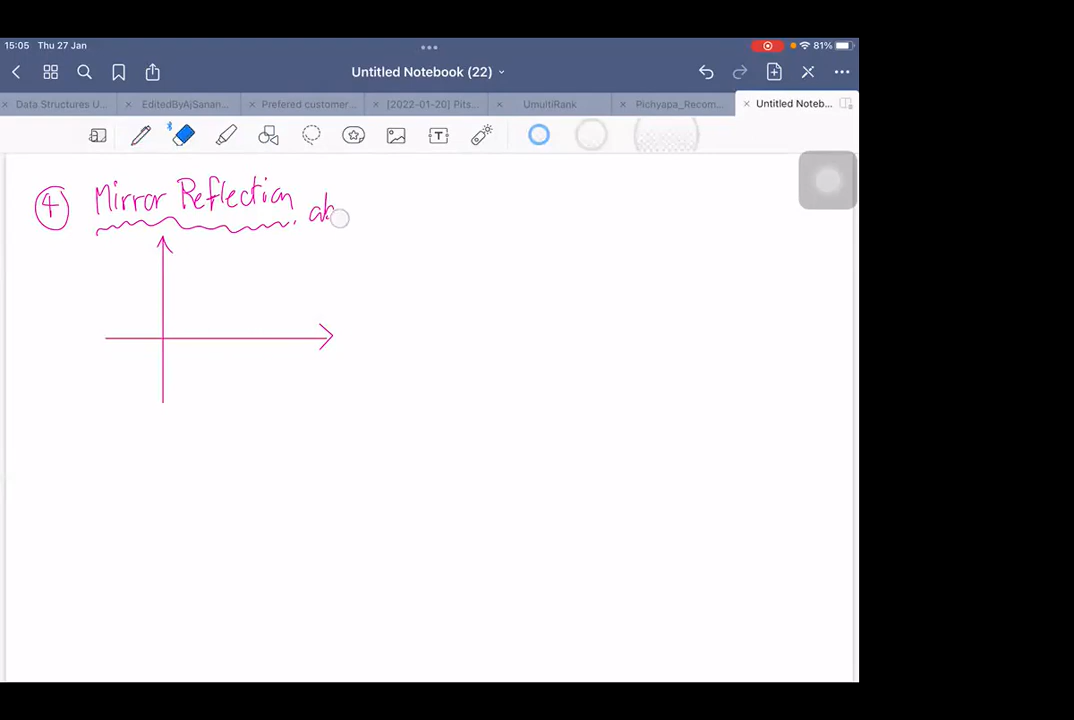 15:05 Thu 27 Jan
81%
Untitled Notebook (22)
Data Structures U...
EditedByAjSanan...
Prefered customer...
[2022-01-20] Pits...
UmultiRank
Pichyapa_Recom...
Untitled Noteb...
T
④ Mirror Reflection, ab